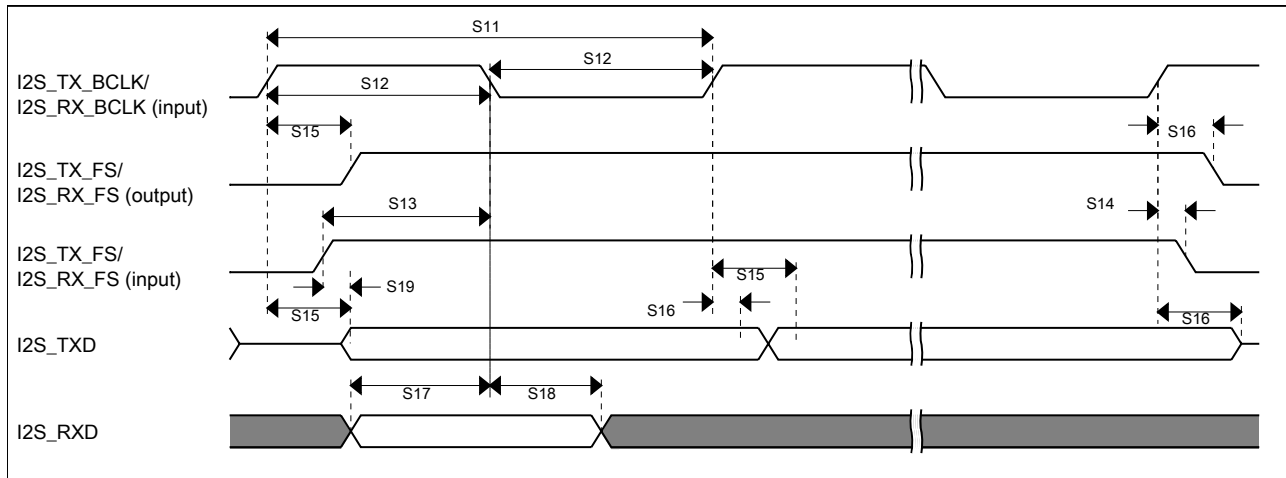 S11
S12
I2S_TX_BCLK/
I2S_RX_BCLK (input)
S12
S15
S16
I2S_TX_FS/
I2S_RX_FS (output)
S13
S14
I2S_TX_FS/
I2S_RX_FS (input)
S15
S19
S15
S16
S16
I2S_TXD
S17
S18
I2S_RXD